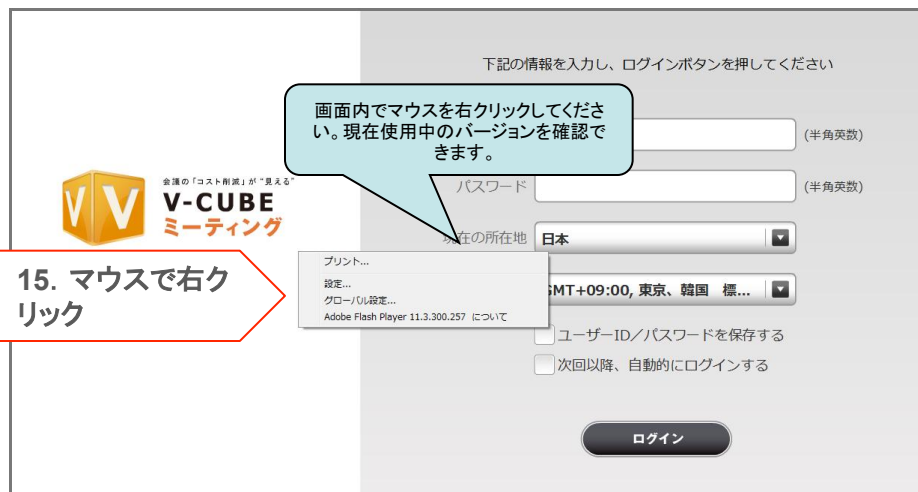 下記の情報を入力し、ログインボタンを押してください
画面内でマウスを右クリックしてくださ
い。現在使用中のバージョンを確認で
きます。
(半角英数)
パスワード
(半角英数)
会議の「コスト削減」が“見える”
V-CUBE
ミーティング
現在の所在地
日本
15. マウスで右ク
リック
プリント...
設定...
グローバル設定...
Adobe Flash Player 11.3.300.257 について
GMT+09:00, 東京、韓国 標...
ユーザーID/パスワードを保存する
次回以降、自動的にログインする
ログイン